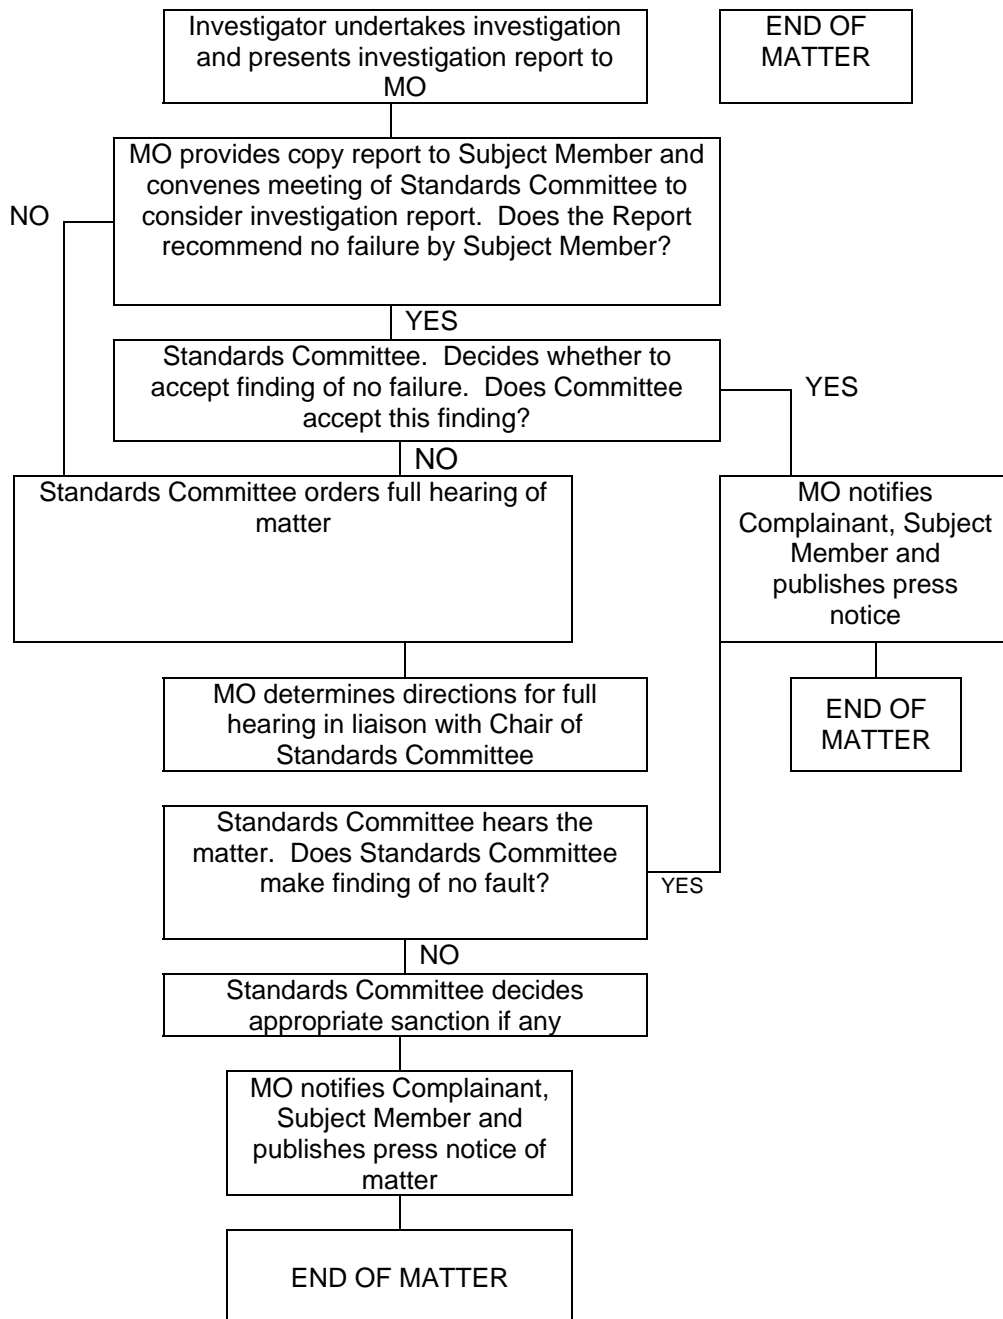 Investigator undertakes investigation
and presents investigation report to
MO
END OF
MATTER
MO provides copy report to Subject Member and
convenes meeting of Standards Committee to
consider investigation report.  Does the Report
recommend no failure by Subject Member?
NO
YES
Standards Committee.  Decides whether to
accept finding of no failure.  Does Committee
accept this finding?
YES
NO
Standards Committee orders full hearing of
matter
MO notifies
Complainant, Subject
Member and
publishes press
notice
MO determines directions for full
hearing in liaison with Chair of
Standards Committee
END OF
MATTER
Standards Committee hears the
matter.  Does Standards Committee
make finding of no fault?
YES
NO
Standards Committee decides
appropriate sanction if any
MO notifies Complainant,
Subject Member and
publishes press notice of
matter
END OF MATTER